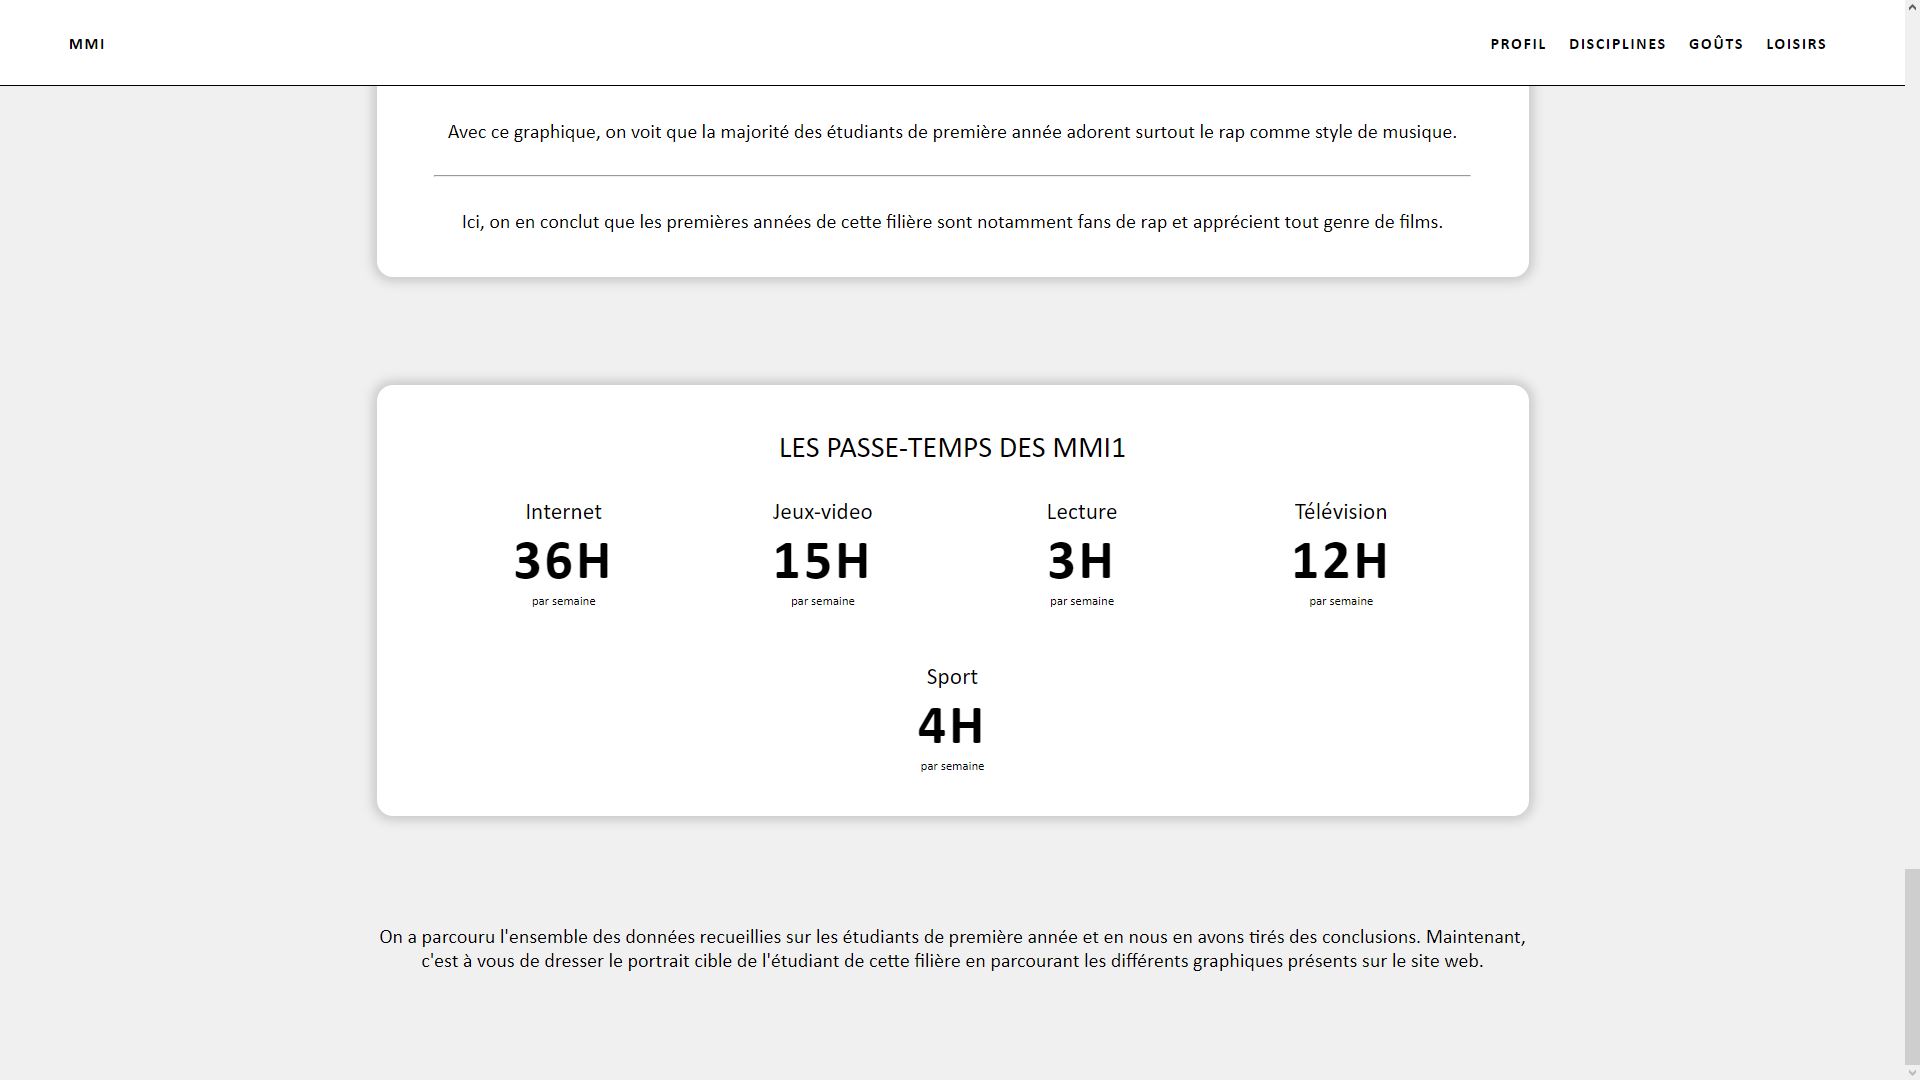 MMI
PROFIL DISCIPLINES GOÛTS LOISIRS
Avec ce graphique, on voit que la majorité des étudiants de première année adorent surtout le rap comme style de musique.
Ici, on en conclut que les premières années de cette filière sont notamment fans de rap et apprécient tout genre de films.
LES PASSE-TEMPS DES MMI1
Internet
36H
par semaine
Jeux-video
15H
par semaine
Lecture
3H
par semaine
Télévision
12H
par semaine
Sport
4H
par semaine
On a parcouru l'ensemble des données recueillies sur les étudiants de première année et en nous en avons tirés des conclusions. Maintenant,
c'est à vous de dresser le portrait cible de l'étudiant de cette filière en parcourant les différents graphiques présents sur le site web.